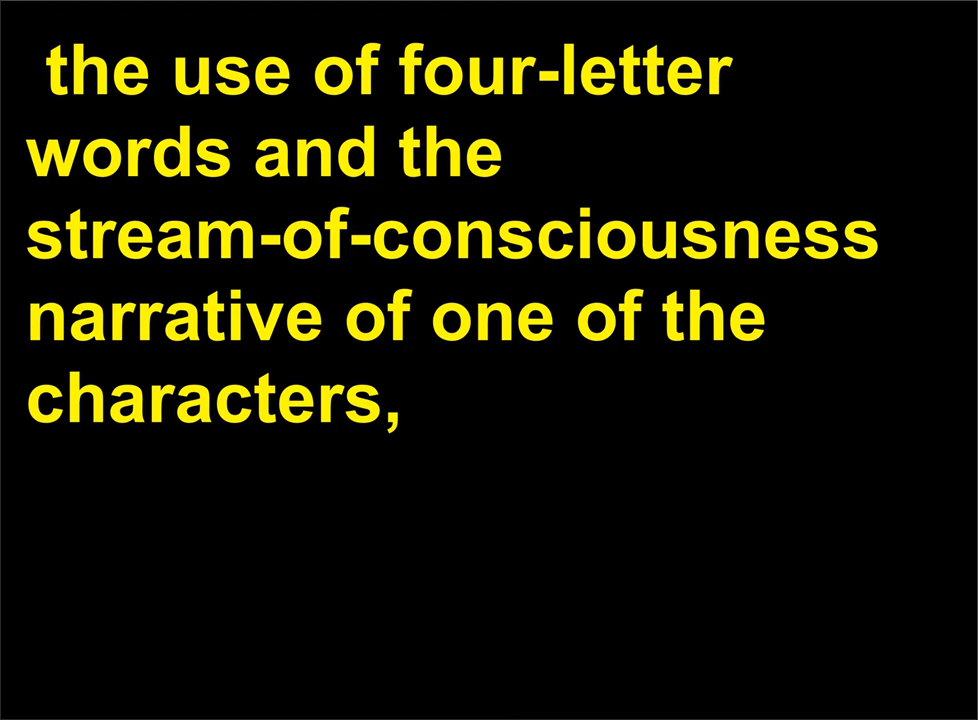 the use of four-letter
words and the
stream-of-consciousness
narrative of one of the
characters,